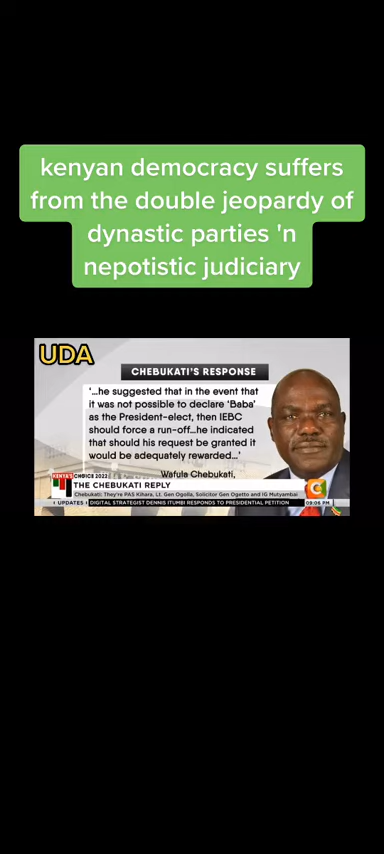 kenyan democracy suffers
from the double jeopardy of
dynastic parties 'n
nepotistic judiciary
UDA
CHEBUKATI'S RESPONSE
'...he suggested that in the event that
it was not possible to declare 'Baba'
as the President-elect, then IEBC
should force a run-off...he indicated
that should his request be granted it
would be adequately rewarded...'
Wafula Chebukati,
KENYA'S CHOICE 2022
THE CHEBUKATI REPLY
Chebukati: They're PAS Kihara, Lt. Gen Ogolla, Solicitor Gen Ogetto and IG Mutyambai
UPDATES DIGITAL STRATEGIST DENNIS ITUMBI RESPONDS TO PRESIDENTIAL PETITION 09:06 PM